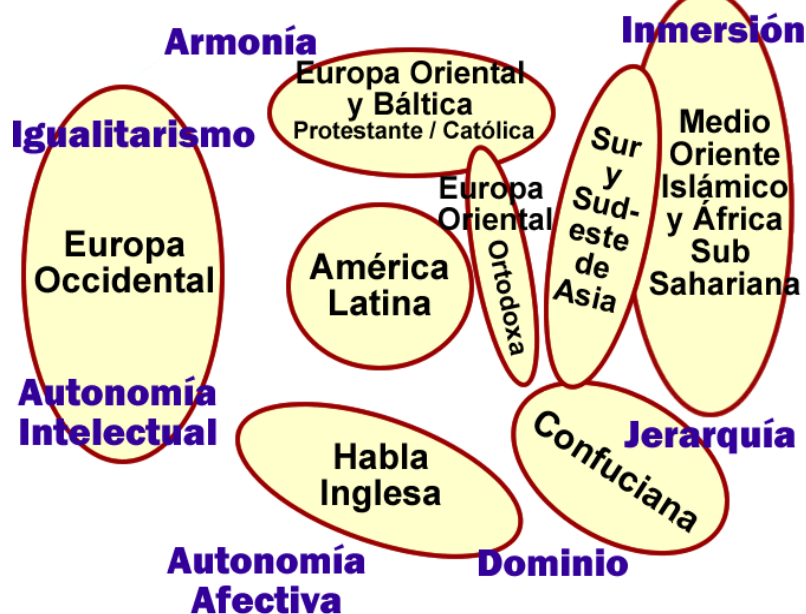 Armonía
Inmersión
Igualitarismo
Europa Oriental
y Báltica
Protestante / Católica
Europa
Occidental
América
Latina
Europa
Oriental
Ortodoxa
Sur
y
Sud-
este
de
Asia
Medio
Oriente
Islámico
y África
Sub
Sahariana
Autonomía
Intelectual
Habla
Inglesa
Confuciana
Jerarquía
Autonomía
Afectiva
Dominio